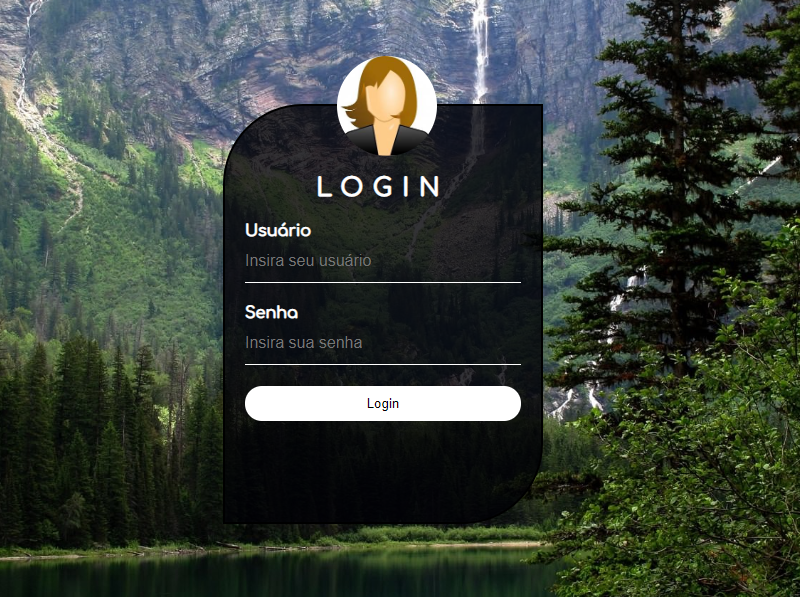 LOGIN
Usuário
Insira seu usuário
Senha
Insira sua senha
Login